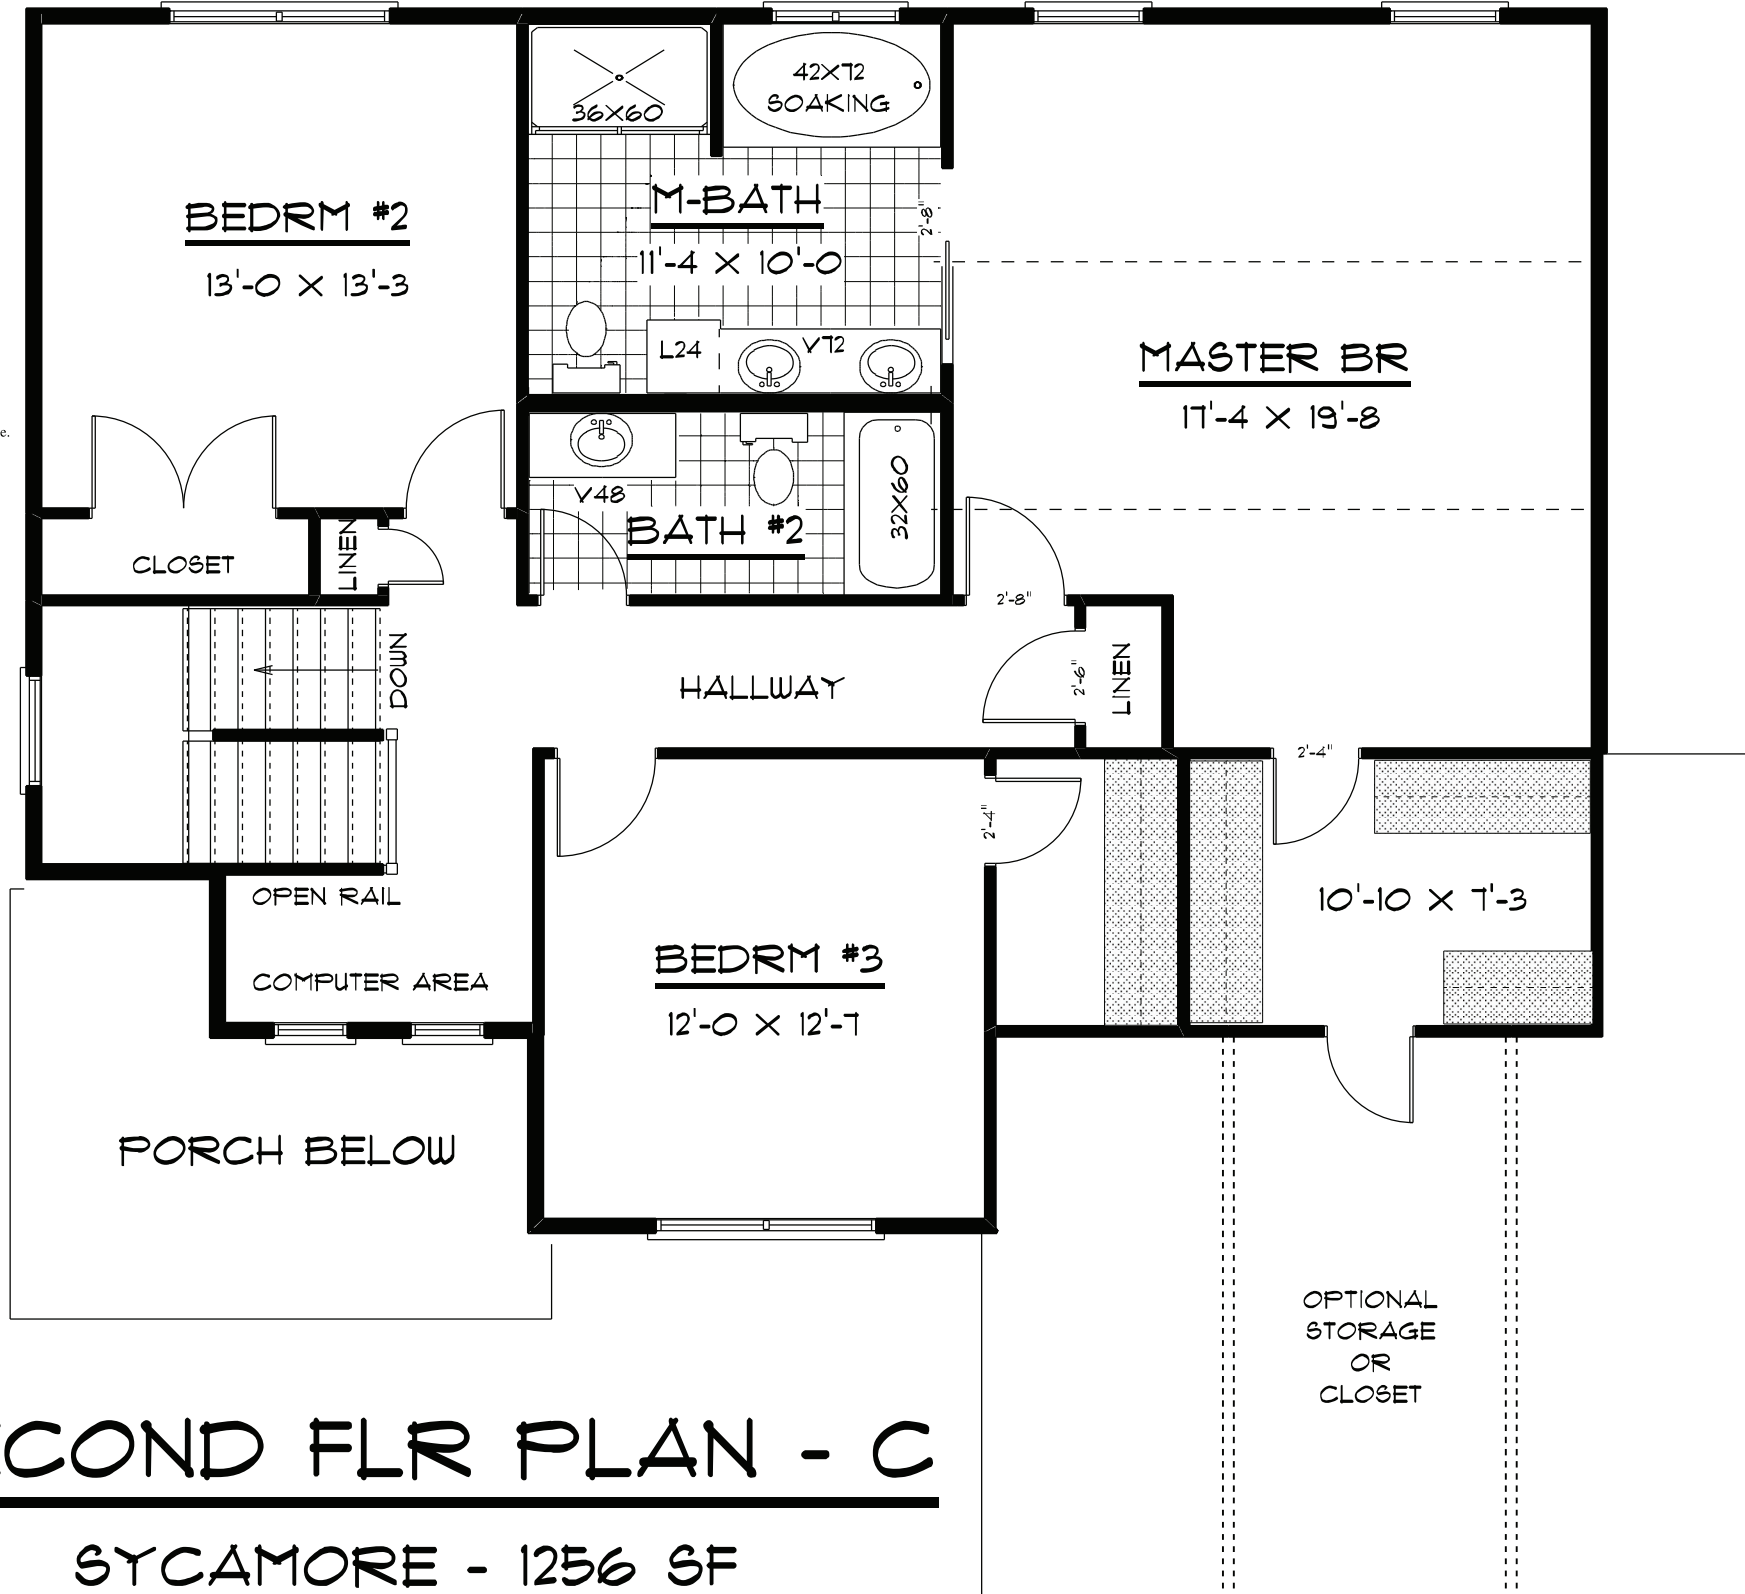 36X60
42X72
SOAKING
M-BATH
11'-4 X 10'-0
2'-8"
BEDRM #2
13'-0 X 13'-3
L24
V72
MASTER BR
17'-4 X 19'-8
e.
V48
BATH #2
32X60
CLOSET
LINEN
2'-8"
DOWN
HALLWAY
2'-6"
LINEN
2'-4"
2'-4"
OPEN RAIL
10'-10 X 7'-3
BEDRM #3
12'-0 X 12'-7
COMPUTER AREA
PORCH BELOW
OPTIONAL
STORAGE
OR
CLOSET
COND FLR PLAN - C
SYCAMORE - 1256 SF